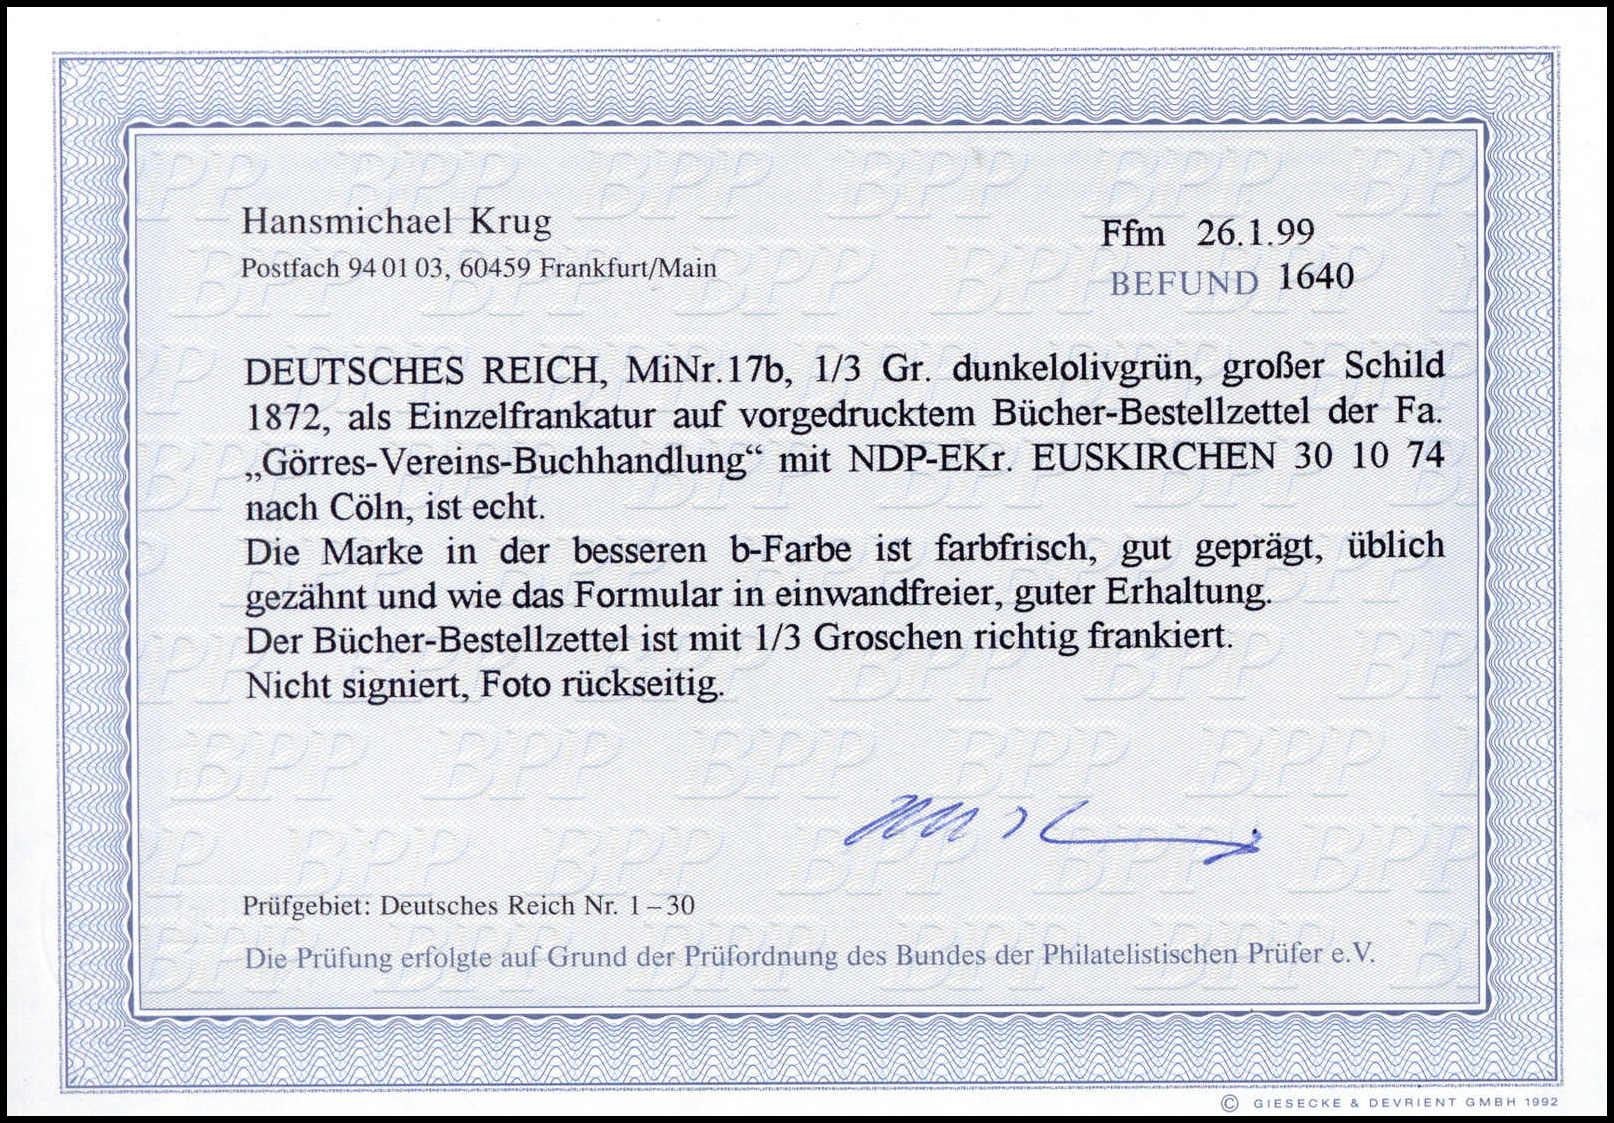 Hansmichael Krug
Postfach 94 01 03, 60459 Frankfurt/Main
Ffm 26.1.99
BEFUND 1640
DEUTSCHES REICH, MiNr.17b, 1/3 Gr. dunkelolivgrün, großer Schild
1872, als Einzelfrankatur auf vorgedrucktem Bücher-Bestellzettel der Fa.
„Görres-Vereins-Buchhandlung“ mit NDP-EKr. EUSKIRCHEN 30 10 74
nach Cöln, ist echt.
Die Marke in der besseren b-Farbe ist farbfrisch, gut geprägt, üblich
gezähnt und wie das Formular in einwandfreier, guter Erhaltung.
Der Bücher-Bestellzettel ist mit 1/3 Groschen richtig frankiert.
Nicht signiert, Foto rückseitig.
Prüfgebiet: Deutsches Reich Nr. 1–30
Die Prüfung erfolgte auf Grund der Prüfordnung des Bundes der Philatelistischen Prüfer e.V.
© GIESECKE & DEVRIENT GMBH 1992